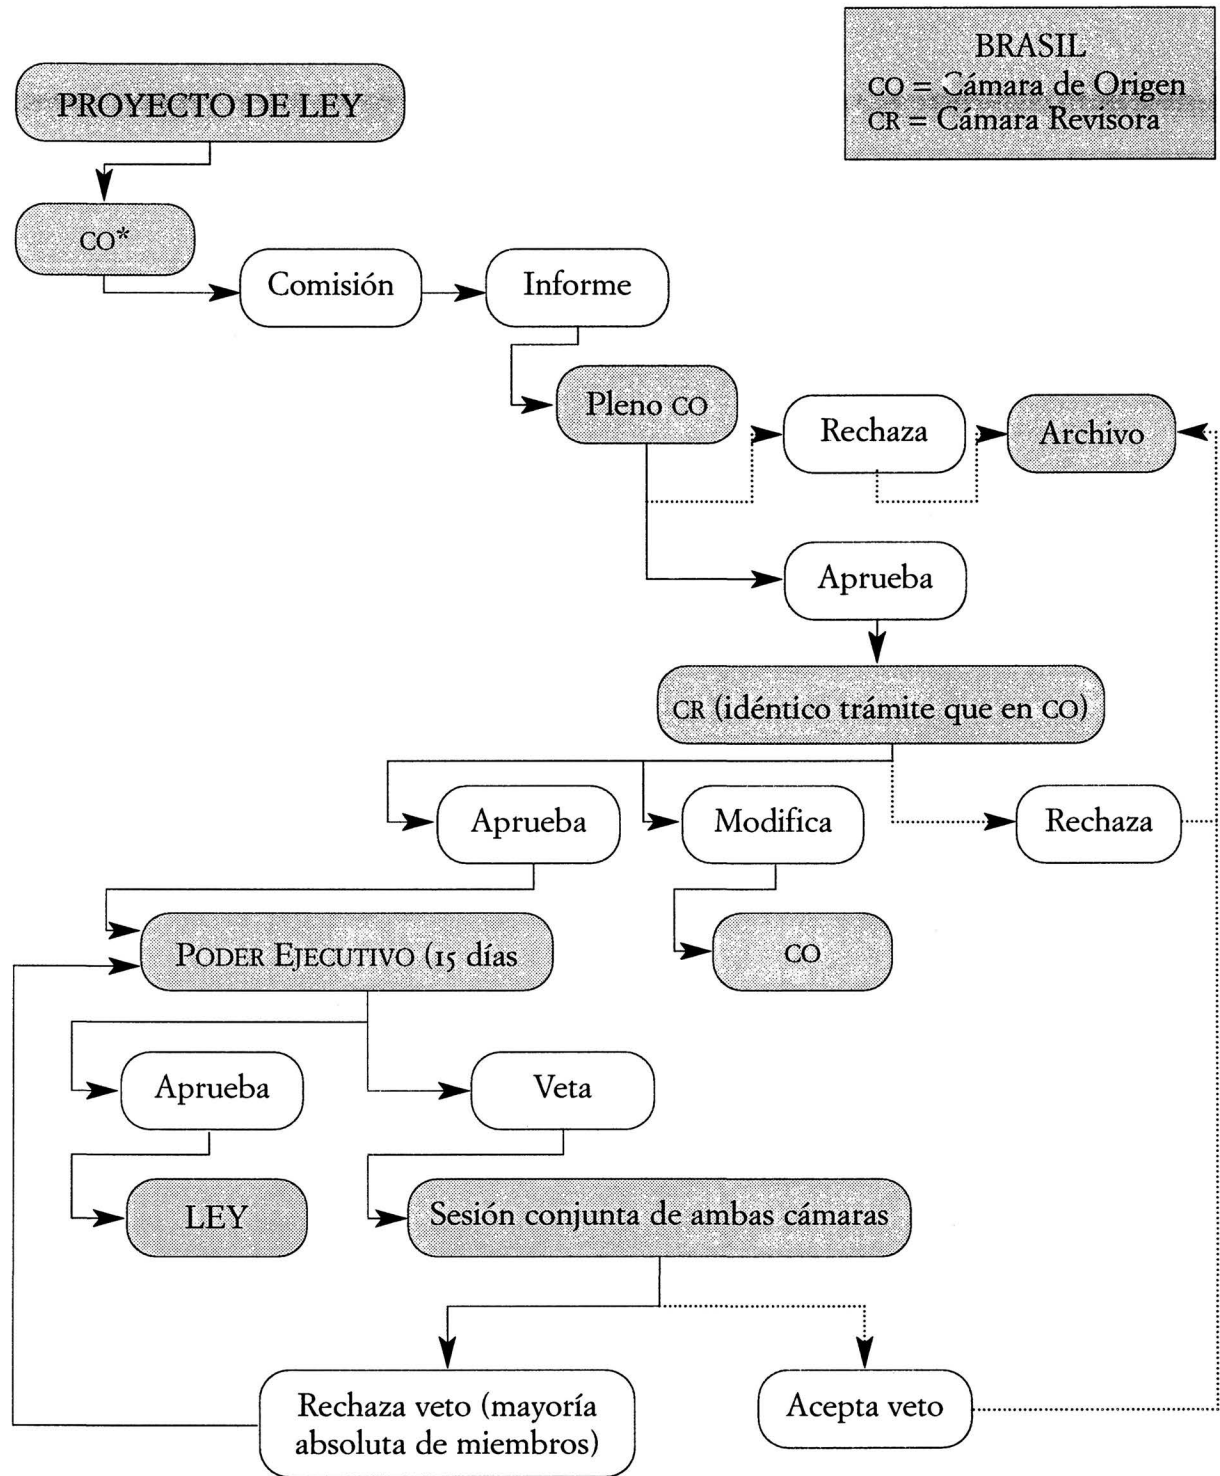 BRASIL
CO = Cámara de Origen
CR = Cámara Revisora
PROYECTO DE LEY
CO*
Comisión
Informe
Pleno CO
Rechaza
Archivo
Aprueba
CR (idéntico trámite que en CO)
Aprueba
Modifica
Rechaza
PODER EJECUTIVO (15 días
CO
Aprueba
Veta
LEY
Sesión conjunta de ambas cámaras
Rechaza veto (mayoría
absoluta de miembros)
Acepta veto